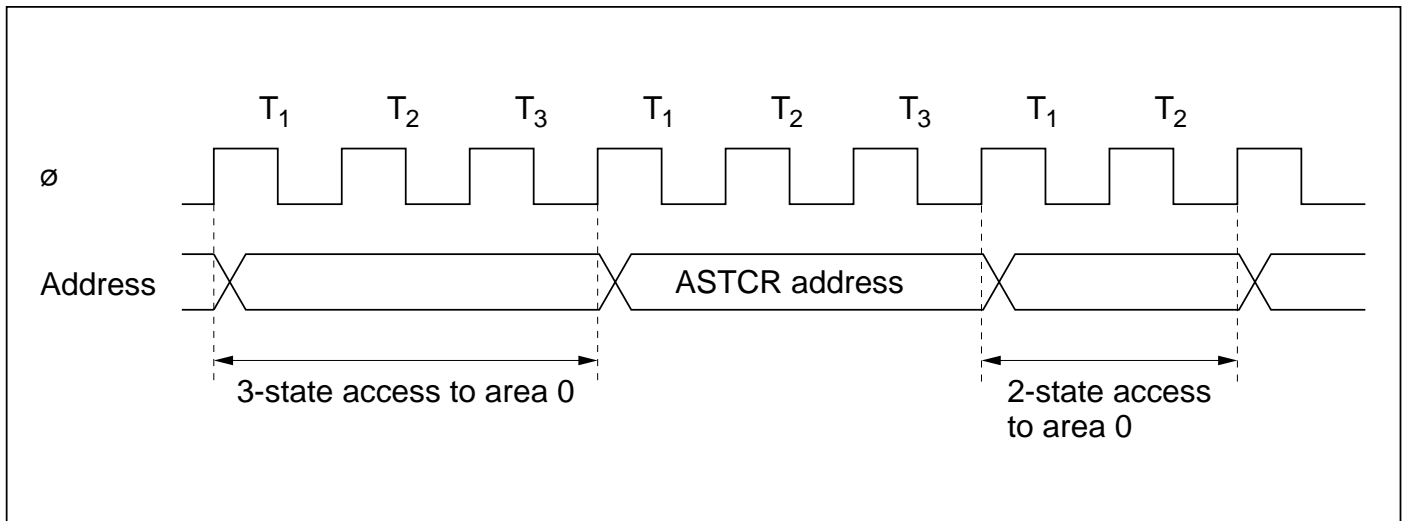 T1 T2 T3 T1 T2 T3 T1 T2
ø
Address ASTCR address
3-state access to area 0 2-state access
to area 0